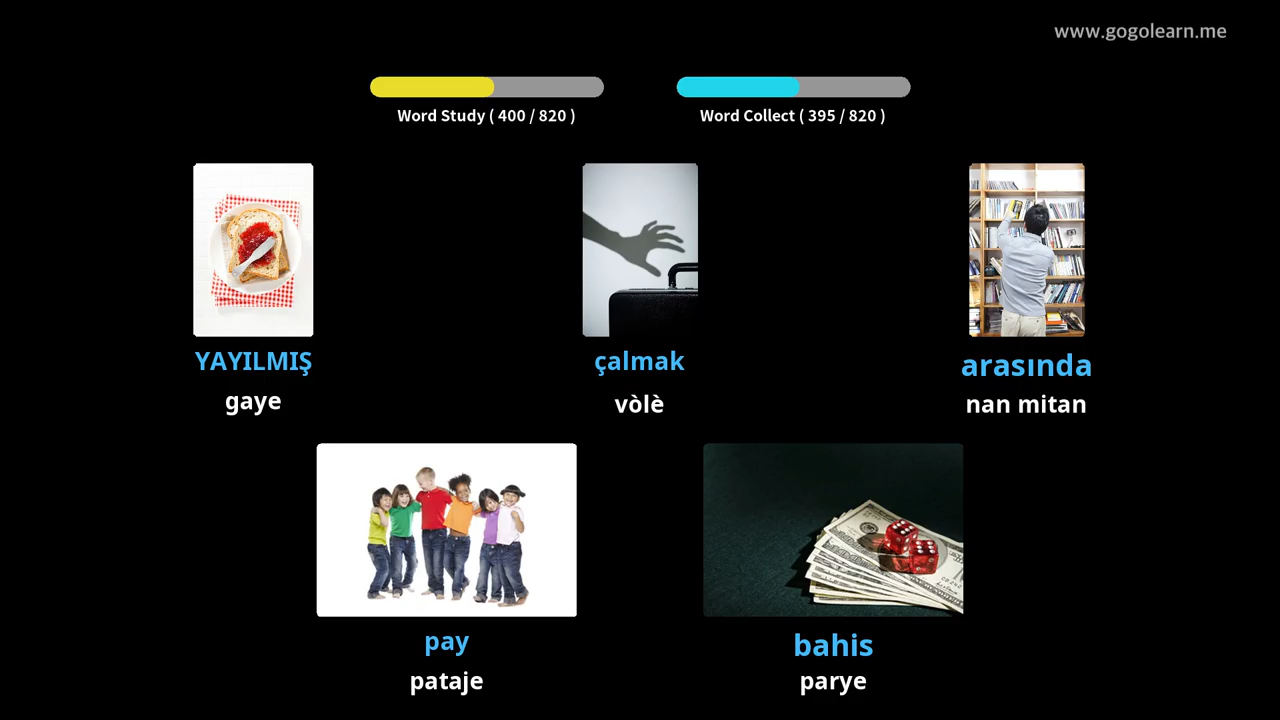 www.gogolearn.me
Word Study ( 400 / 820 )
Word Collect ( 395 / 820 )
YAYILMIŞ
gaye
çalmak
vòlè
arasında
nan mitan
pay
pataje
bahis
parye